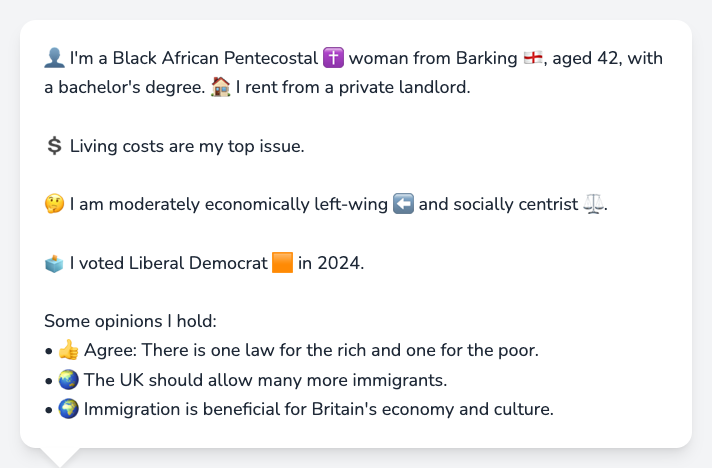 👤 I'm a Black African Pentecostal ✝️ woman from Barking 🏴󠁧󠁢󠁥󠁮󠁧󠁿, aged 42, with
a bachelor's degree. 🏠 I rent from a private landlord.
💲 Living costs are my top issue.
🤔 I am moderately economically left-wing ⬅️ and socially centrist ⚖️.
🗳️ I voted Liberal Democrat 🟧 in 2024.
Some opinions I hold:
• 👍 Agree: There is one law for the rich and one for the poor.
• 🌏 The UK should allow many more immigrants.
• 🌍 Immigration is beneficial for Britain's economy and culture.